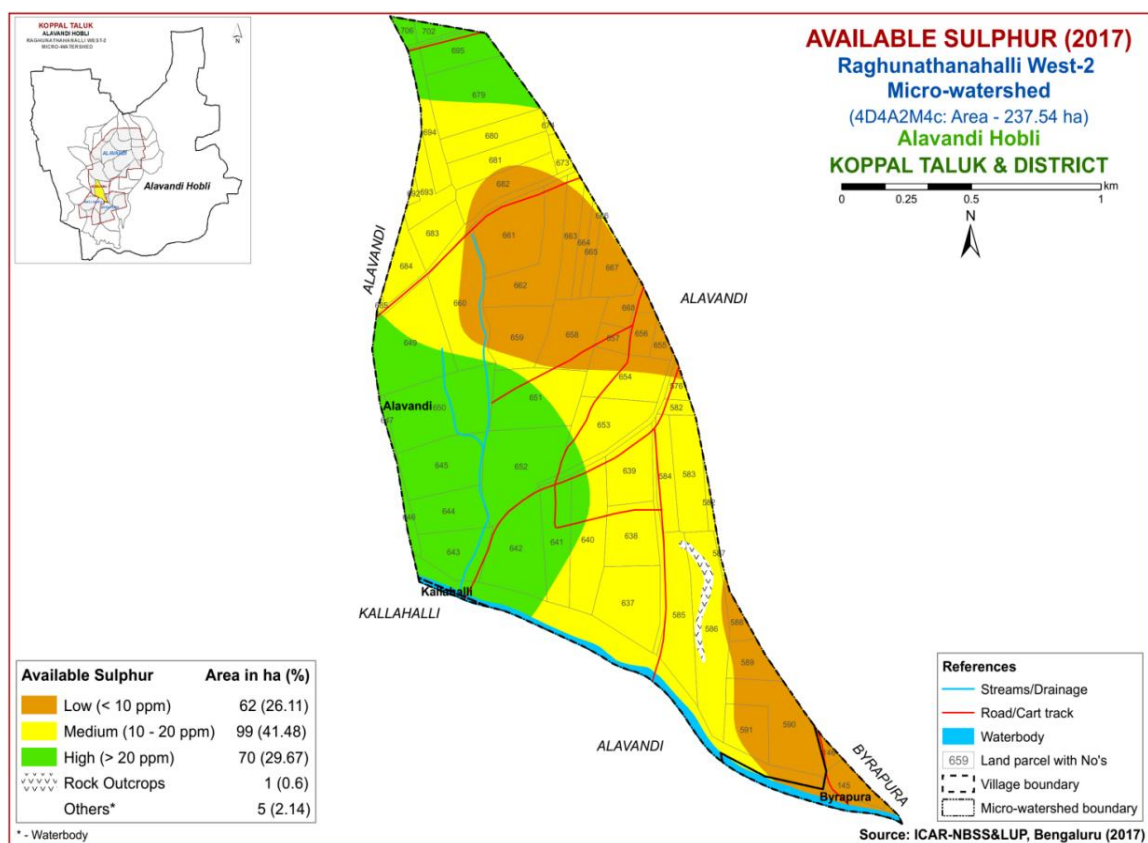 KOPPAL TALUK
ALAVANDI HOBLI
RAGHUNATHANAHALLI WEST-2
MICRO-WATERSHED
N
ALAVANDI
Alavandi Hobli
AVAILABLE SULPHUR (2017)
Raghunathanahalli West-2
Micro-watershed
(4D4A2M4c: Area - 237.54 ha)
Alavandi Hobli
KOPPAL TALUK & DISTRICT
km
0 0.25 0.5 1
N
706 702
695
679
694 680
681 673
682
692 693
683 661 663
664
665
684 667
662
685 660 668
659 658 657 656 655
649
654
576
651 582
650
653
645 652 639 584 583
644
646
643 642 641 640 638
587
637 585 586 588
589
590
591
145
ALAVANDI
ALAVANDI
Alavandi
Kallahalli
KALLAHALLI
ALAVANDI
BYRAPURA
Byrapura
Available Sulphur Area in ha (%)
Low (< 10 ppm) 62 (26.11)
Medium (10 - 20 ppm) 99 (41.48)
High (> 20 ppm) 70 (29.67)
Rock Outcrops 1 (0.6)
Others* 5 (2.14)
* - Waterbody
References
Streams/Drainage
Road/Cart track
Waterbody
659 Land parcel with No's
Village boundary
Micro-watershed boundary
Source: ICAR-NBSS&LUP, Bengaluru (2017)